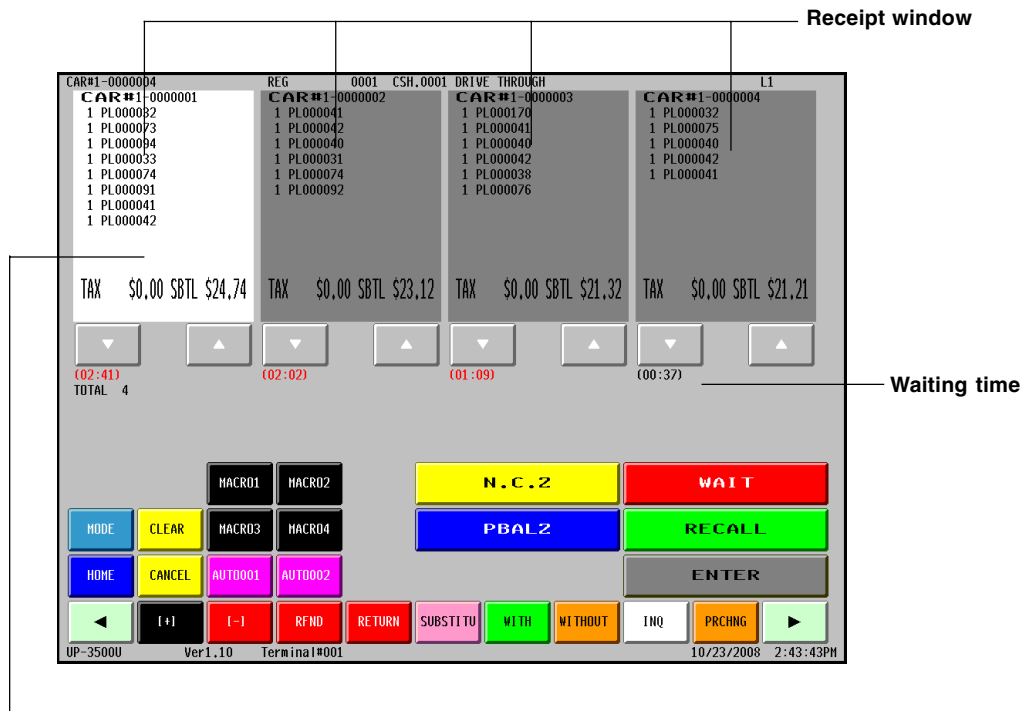 Receipt window
CAR#1-0000004 REG 0001 CSH.0001 DRIVE THROUGH L1
CAR#1-0000001
1 PL000032
1 PL000073
1 PL000094
1 PL000033
1 PL000074
1 PL000091
1 PL000041
1 PL000042
TAX $0.00 SBTL $24.74
CAR#1-0000002
1 PL000041
1 PL000042
1 PL000040
1 PL000031
1 PL000074
1 PL000092
TAX $0.00 SBTL $23.12
CAR#1-0000003
1 PL000170
1 PL000041
1 PL000040
1 PL000042
1 PL000038
1 PL000076
TAX $0.00 SBTL $21.32
CAR#1-0000004
1 PL000032
1 PL000075
1 PL000040
1 PL000042
1 PL000041
TAX $0.00 SBTL $21.21
(02:41) (02:02) (01:09) (00:37)
Waiting time
TOTAL 4
MACRO1 MACRO2 N.C.2 WAIT
MODE CLEAR MACRO3 MACRO4 PBAL2 RECALL
HOME CANCEL AUTO001 AUTO002 ENTER
[+] [-] RFND RETURN SUBSTITU WITH WITHOUT INQ PRCHNG
UP-3500U Ver1.10 Terminal#001 10/23/2008 2:43:43PM